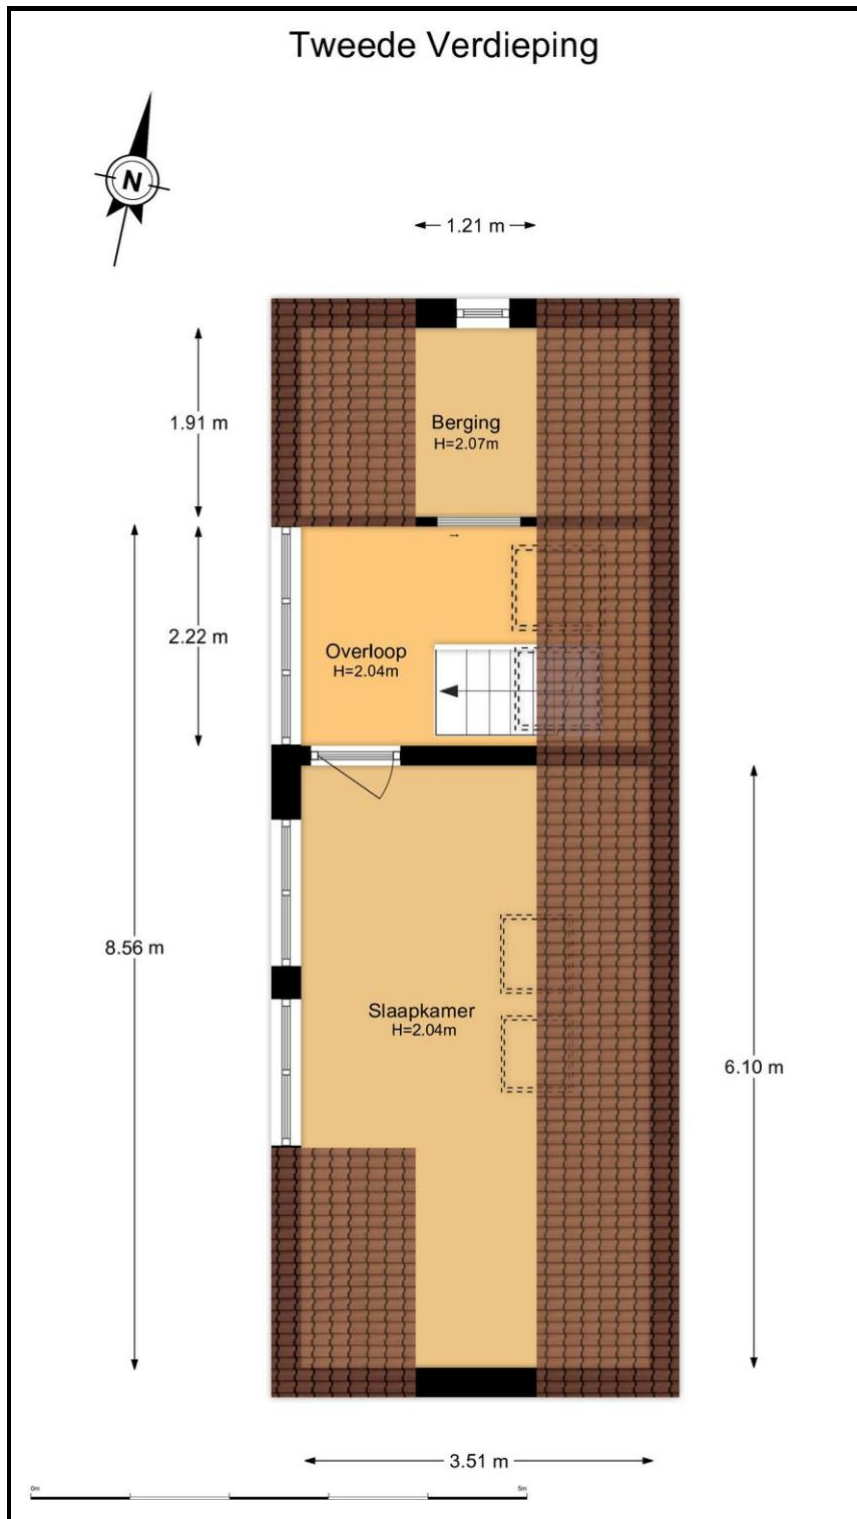 Tweede Verdieping
N
1.21 m
1.91 m
Berging
H=2.07m
2.22 m
Overloop
H=2.04m
8.56 m
Slaapkamer
H=2.04m
6.10 m
3.51 m
0m
5m